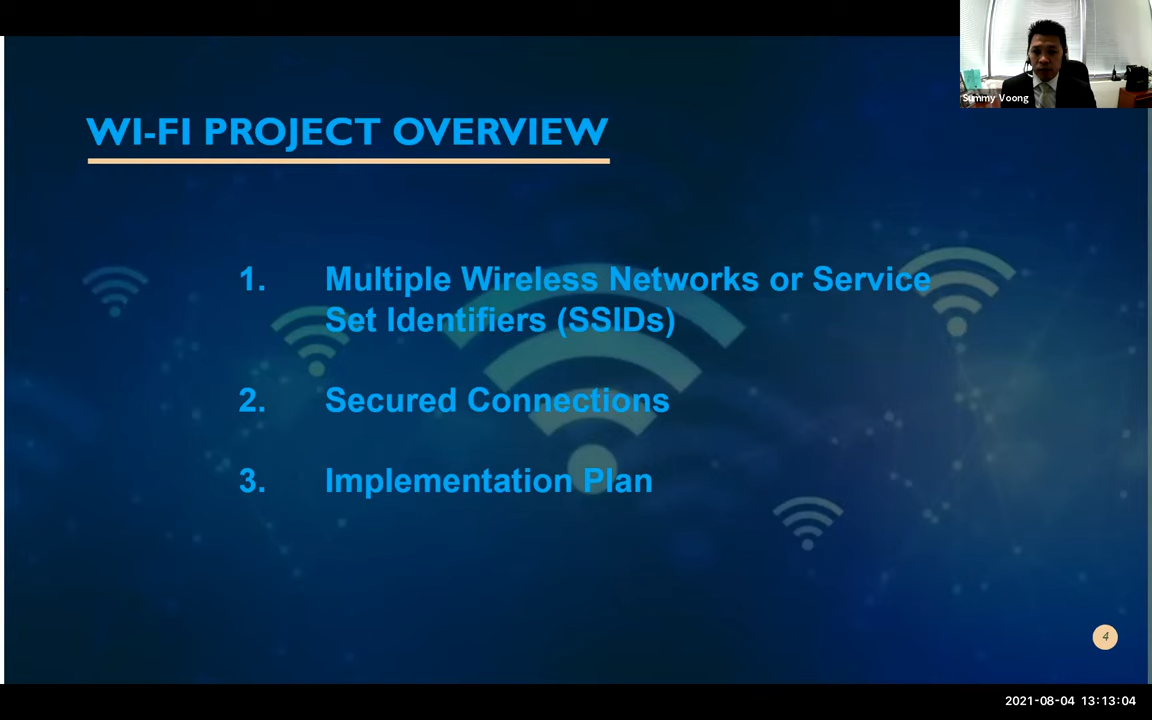 Summy Voong
WI-FI PROJECT OVERVIEW
1. Multiple Wireless Networks or Service
Set Identifiers (SSIDs)
2. Secured Connections
3. Implementation Plan
4
2021-08-04 13:13:04